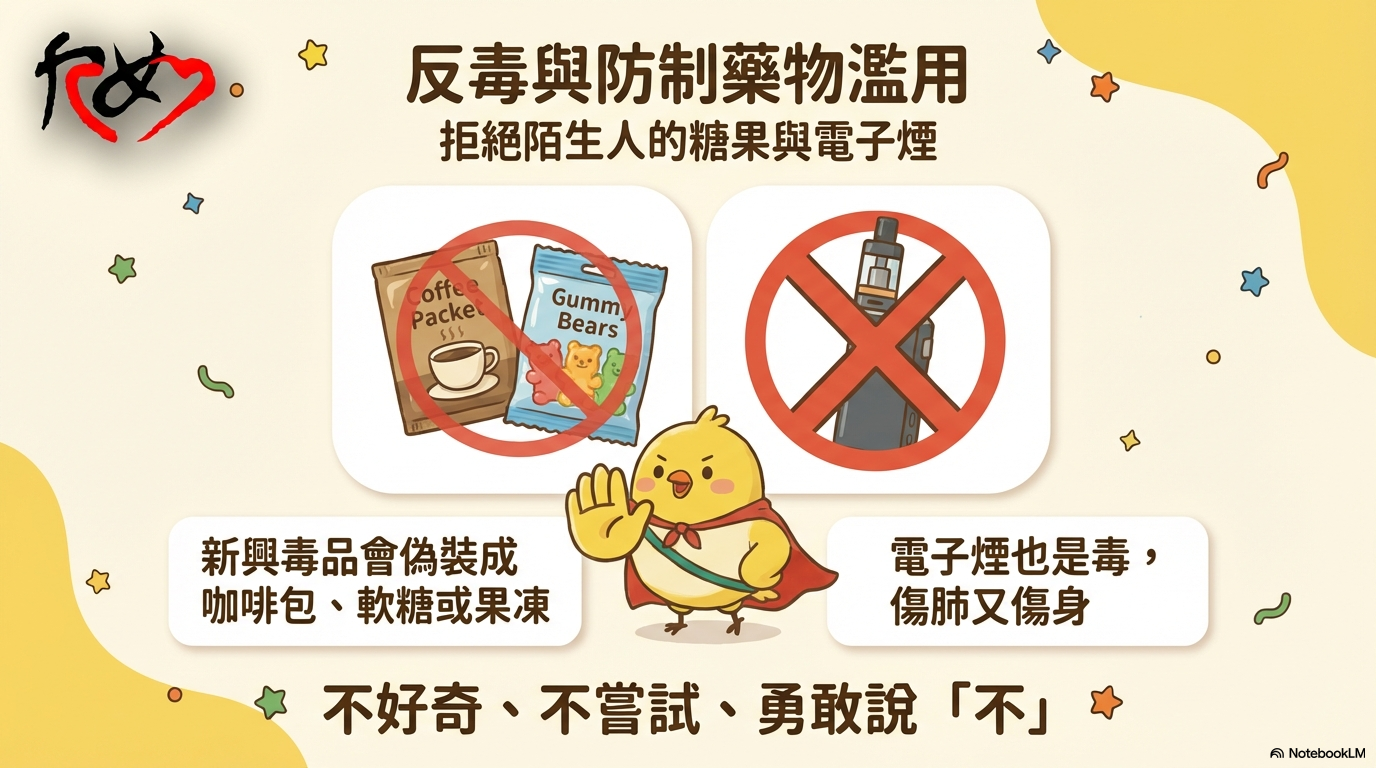 反毒與防制藥物濫用
拒絕陌生人的糖果與電子煙
Coffee
Packet
Gummy
Bears
新興毒品會偽裝成
咖啡包、軟糖或果凍
電子煙也是毒，
傷肺又傷身
不好奇、不嘗試、勇敢說「不」
NotebookLM